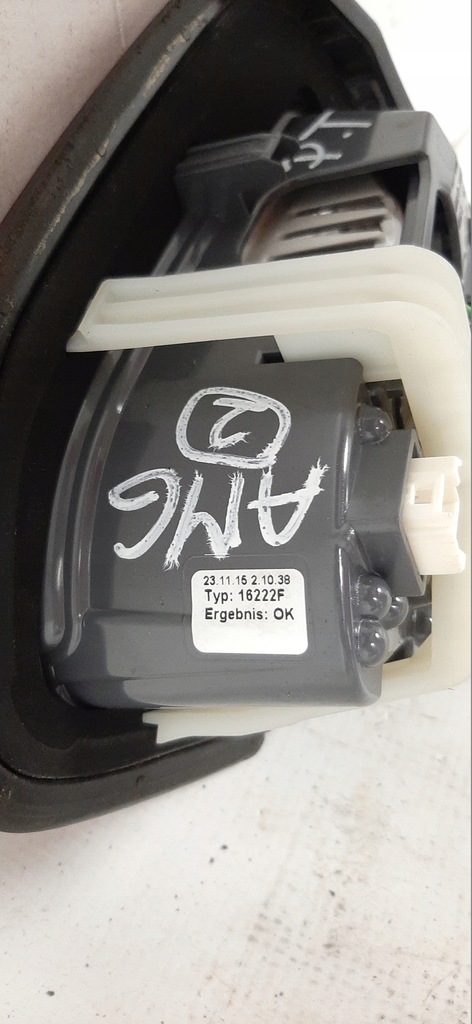 AMG
2
23.11.15 2.10.38
Typ: 16222F
Ergebnis: OK